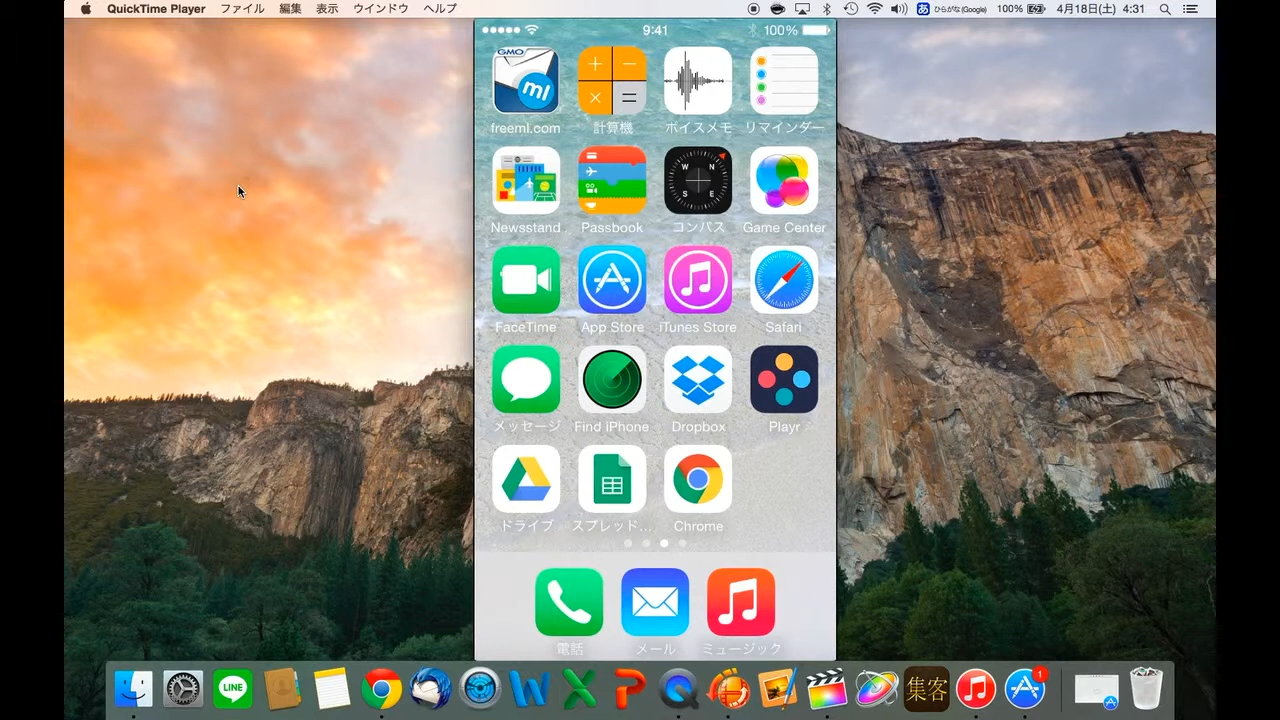 QuickTime Player ファイル 編集 表示 ウインドウ ヘルプ
あ ひらがな (Google) 100% 4月18日(土) 4:31
9:41 100%
GMO
ml
freeml.com 計算機 ボイスメモ リマインダー
W N
S E
Newsstand Passbook コンパス Game Center
FaceTime App Store iTunes Store Safari
メッセージ Find iPhone Dropbox Playr
ドライブ スプレッド... Chrome
電話 メール ミュージック
LINE
集客
1